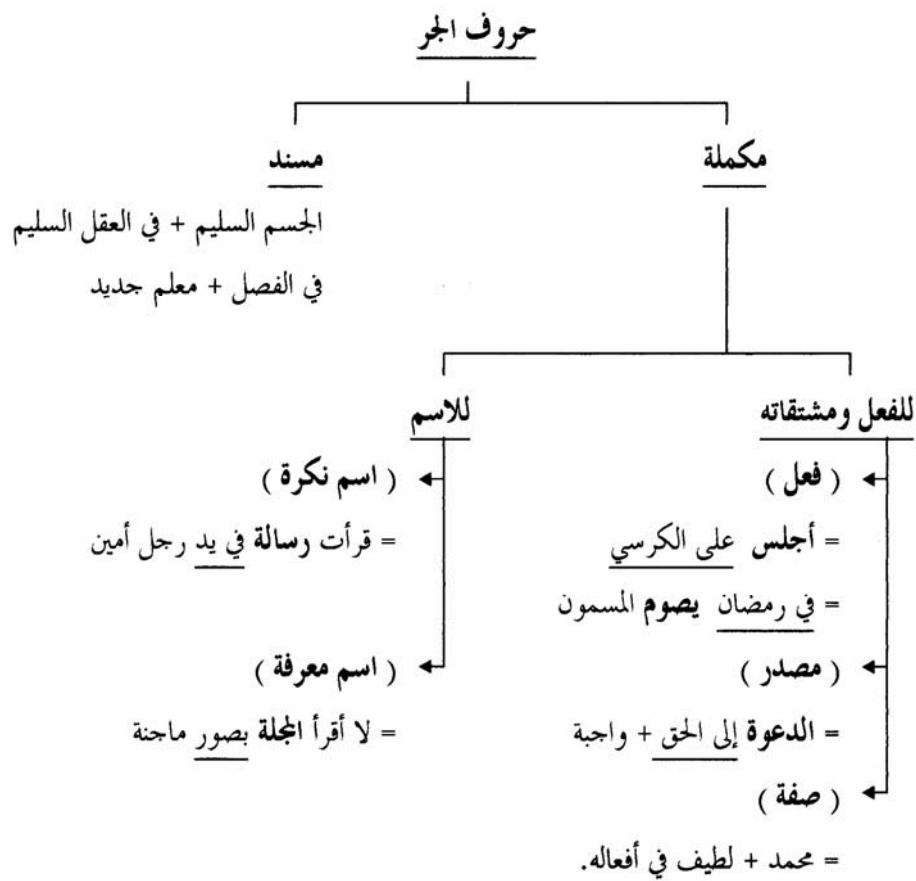 حروف الجر
مكملة
مسند
الجسم السليم + في العقل السليم
في الفصل + معلم جديد
للفعل ومشتقاته
( فعل )
= أجلس على الكرسي
= في رمضان يصوم المسمون
( مصدر )
= الدعوة إلى الحق + واجبة
( صفة )
= محمد + لطيف في أفعاله.
للاسم
( اسم نكرة )
= قرأت رسالة في يد رجل أمين
( اسم معرفة )
= لا أقرأ المجلة بصور ماجنة